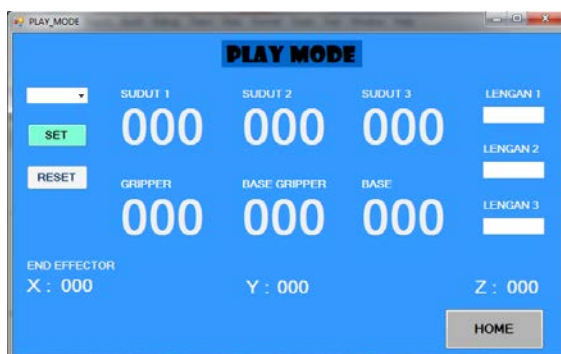 PLAY_MODE
PLAY MODE
SUDUT 1 SUDUT 2 SUDUT 3 LENGAN 1
000 000 000
SET
LENGAN 2
RESET
GRIPPER BASE GRIPPER BASE
000 000 000
LENGAN 3
END EFFECTOR
X : 000 Y : 000 Z : 000
HOME